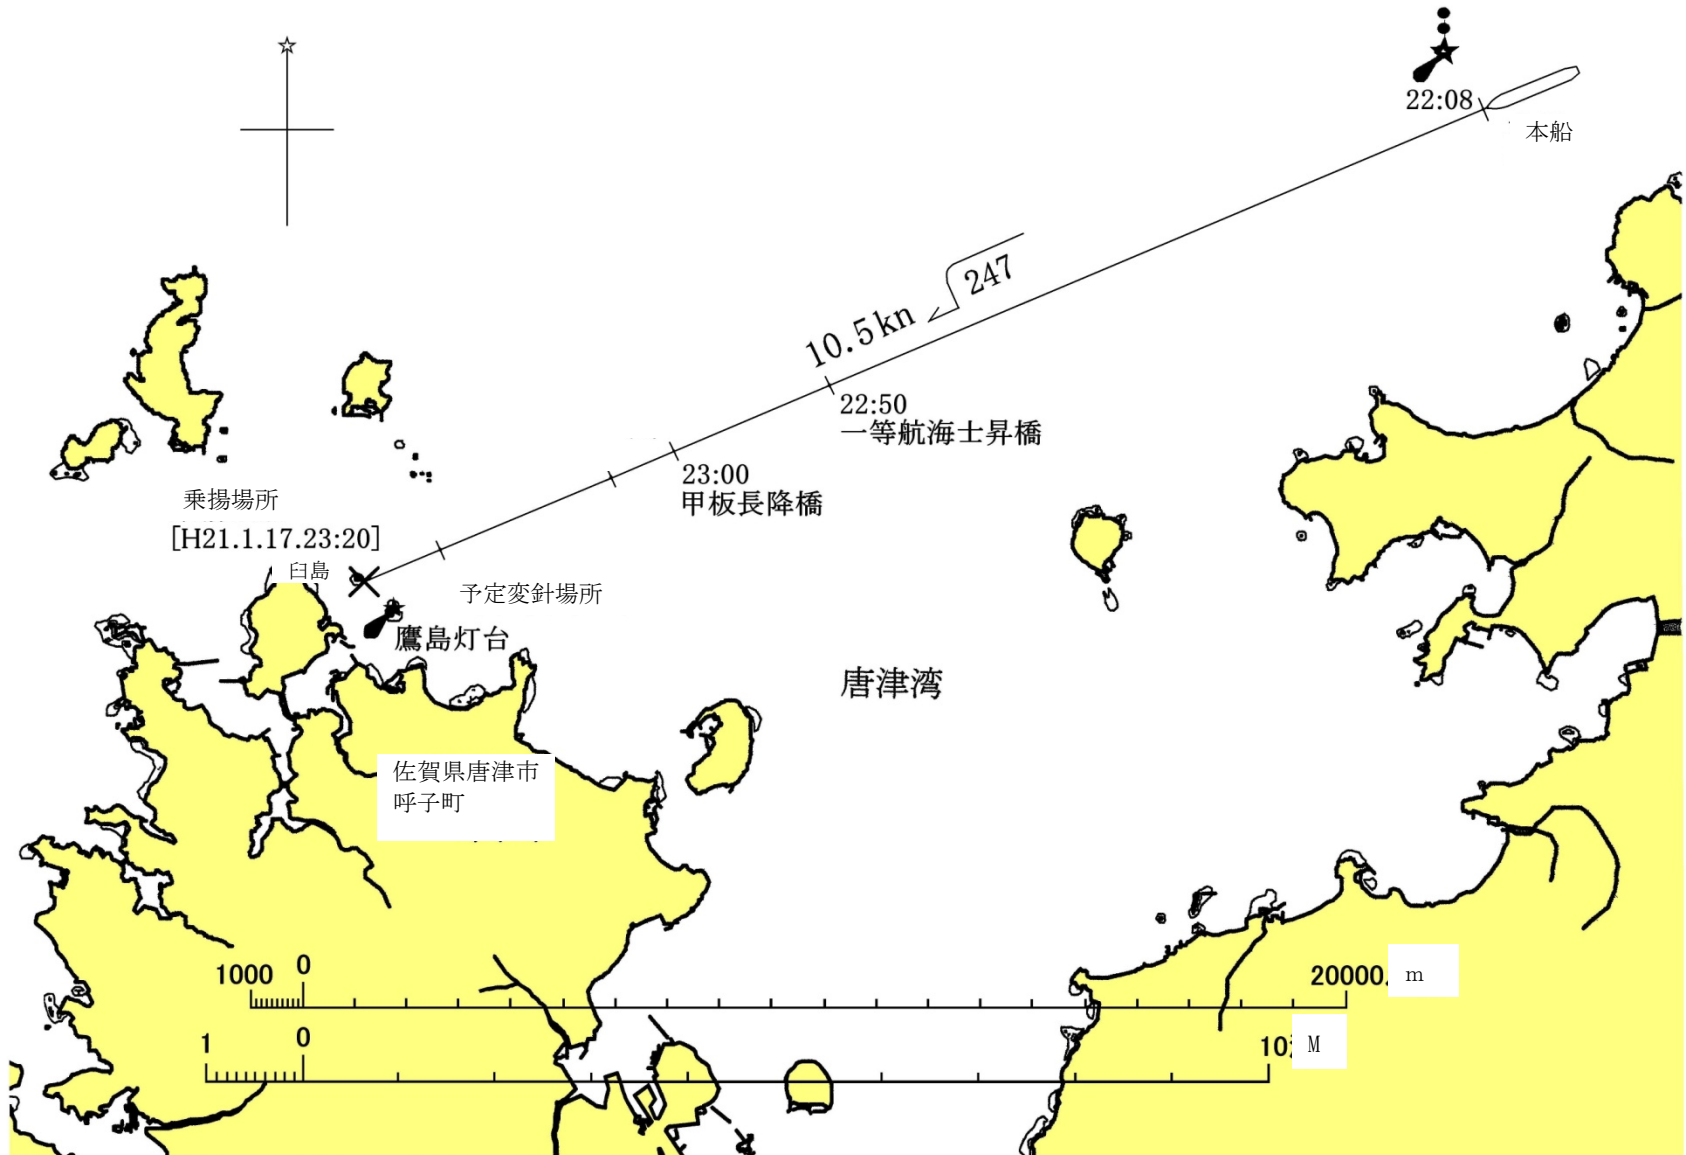 22:08
本船
247
10.5kn
22:50
一等航海士昇橋
23:00
甲板長降橋
乗揚場所
[H21.1.17.23:20]
臼島
予定変針場所
鷹島灯台
唐津湾
佐賀県唐津市
呼子町
1000 0 20000 m
1 0 10 M